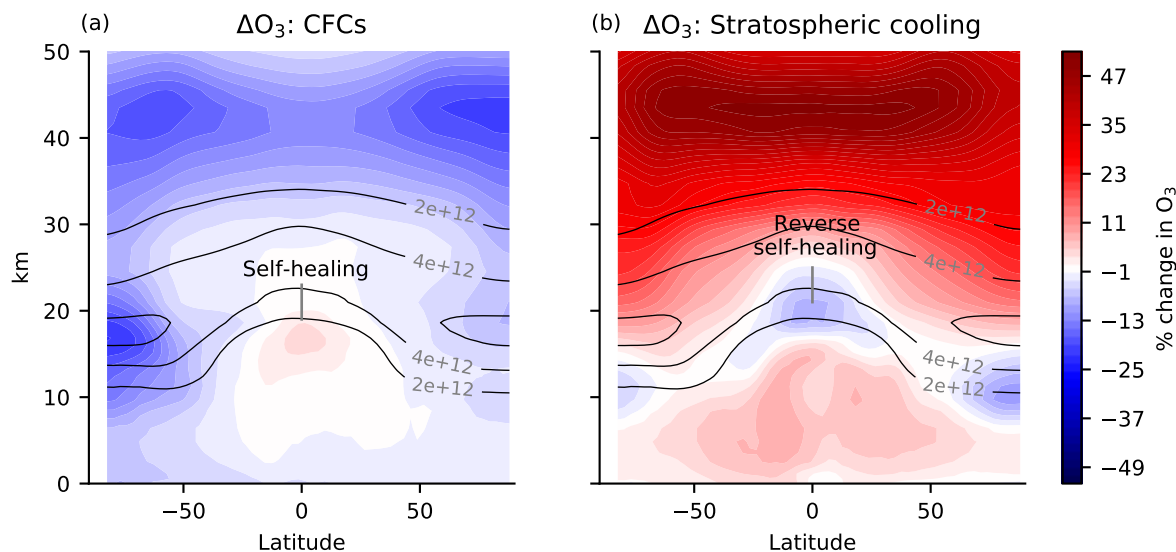 (a) ΔO₃: CFCs
50
40
30
20
10
0
km
2e+12
4e+12
Self-healing
4e+12
2e+12
−50 0 50
Latitude
(b) ΔO₃: Stratospheric cooling
2e+12
Reverse
self-healing
4e+12
4e+12
2e+12
−50 0 50
Latitude
47
35
23
11
−1
−13
−25
−37
−49
% change in O₃